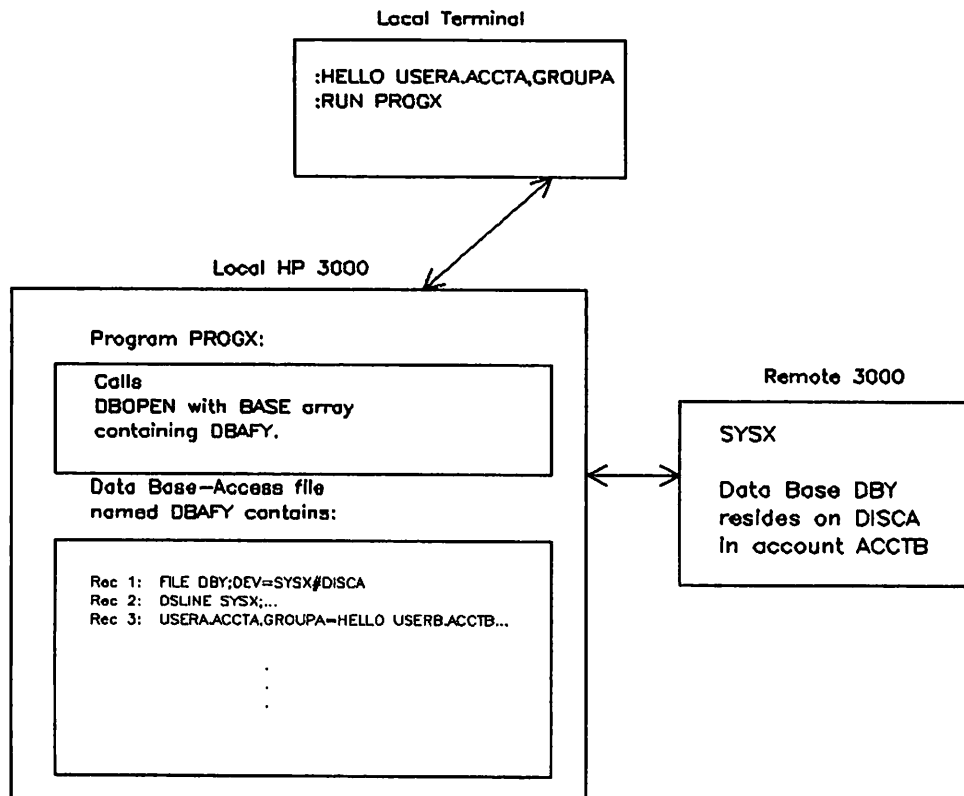 Local Terminal
:HELLO USERA.ACCTA,GROUPA
:RUN PROGX
Local HP 3000
Program PROGX:
Calls
DBOPEN with BASE array
containing DBAFY.
Data Base-Access file
named DBAFY contains:
Rec 1: FILE DBY;DEV=SYSX#DISCA
Rec 2: DSLINE SYSX;...
Rec 3: USERA.ACCTA,GROUPA=HELLO USERB.ACCTB...
.
.
.
Remote 3000
SYSX
Data Base DBY
resides on DISCA
in account ACCTB